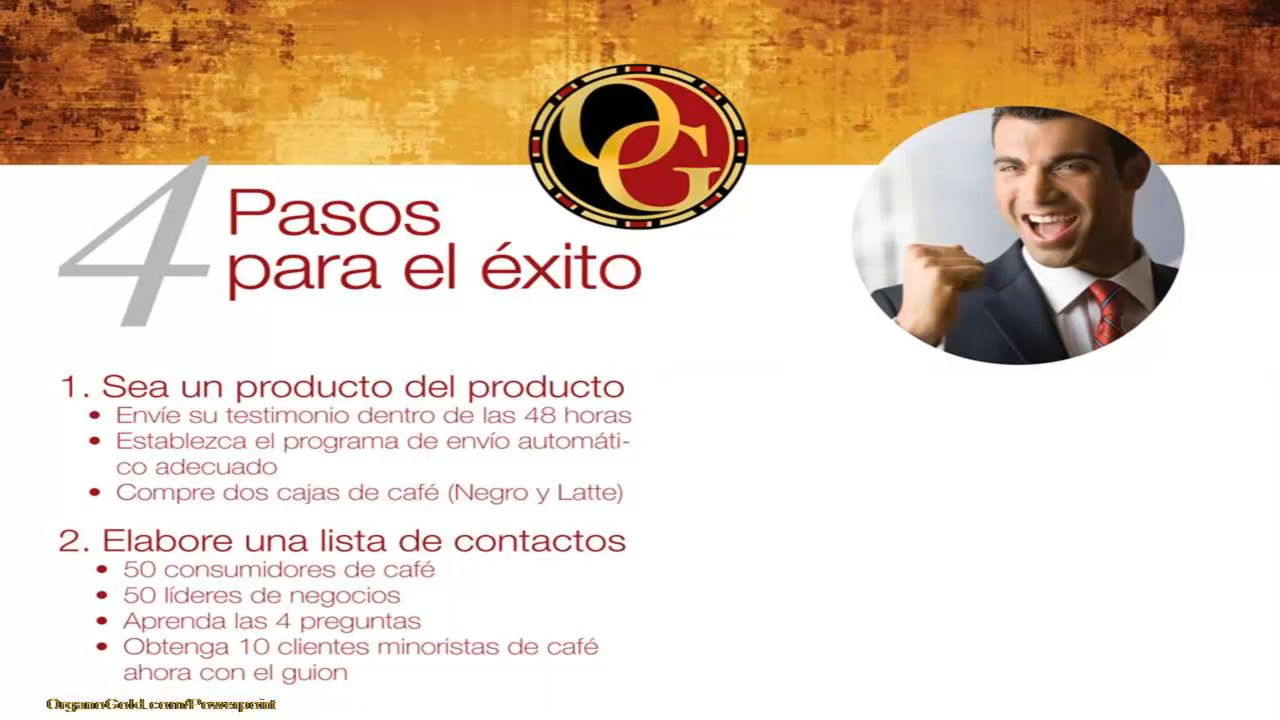 OG
4 Pasos
para el éxito
1. Sea un producto del producto
• Envíe su testimonio dentro de las 48 horas
• Establezca el programa de envío automáti-
co adecuado
• Compre dos cajas de café (Negro y Latte)
2. Elabore una lista de contactos
• 50 consumidores de café
• 50 líderes de negocios
• Aprenda las 4 preguntas
• Obtenga 10 clientes minoristas de café
ahora con el guion
OrganoGold.com/Powerpoint